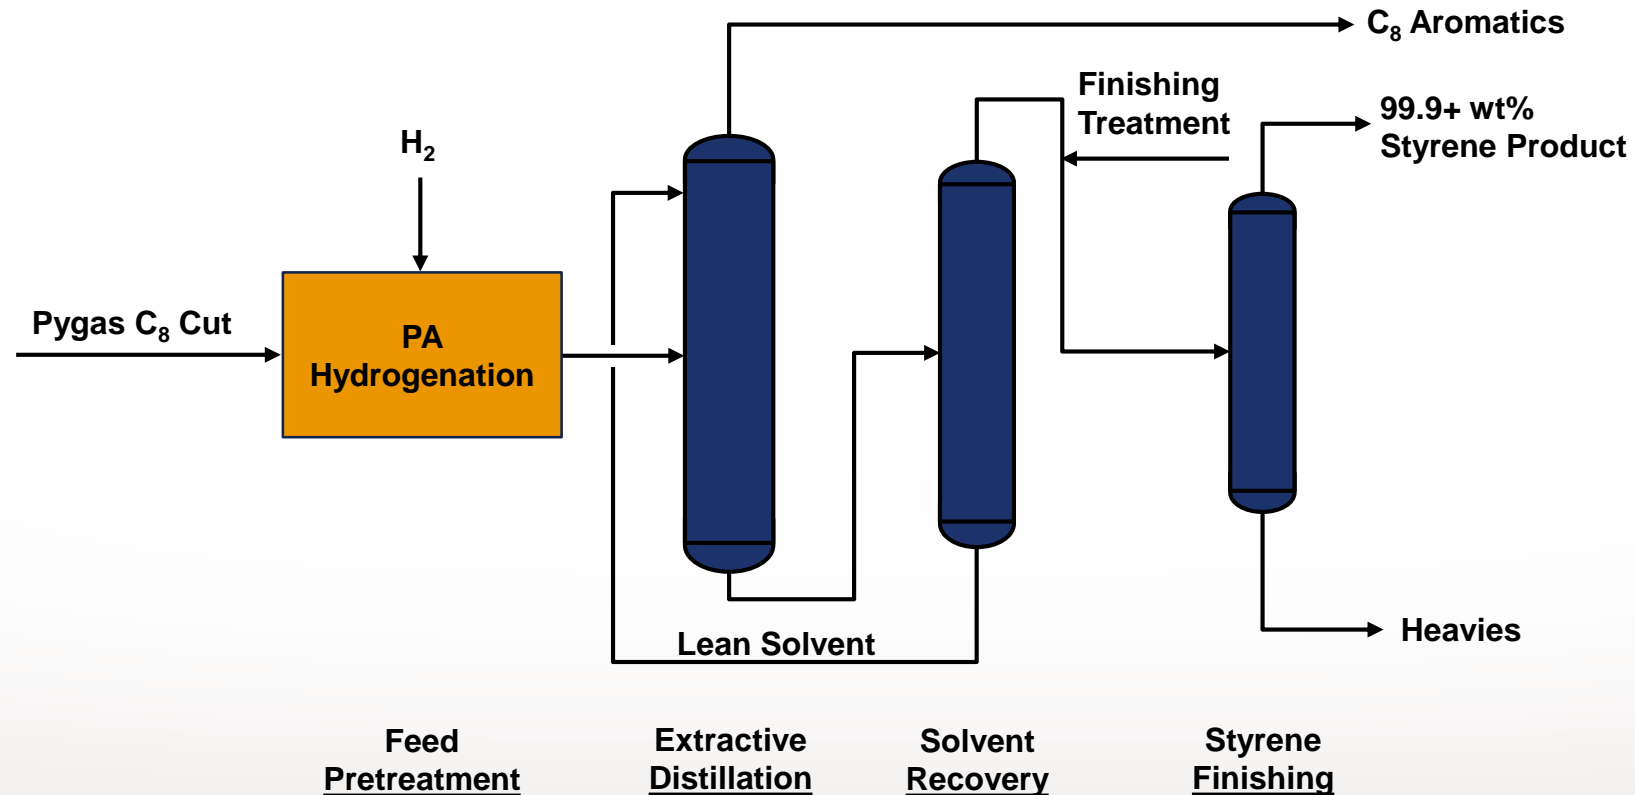 C₈ Aromatics
Finishing
Treatment
99.9+ wt%
Styrene Product
H₂
Pygas C₈ Cut
PA
Hydrogenation
Lean Solvent
Heavies
Feed
Pretreatment
Extractive
Distillation
Solvent
Recovery
Styrene
Finishing